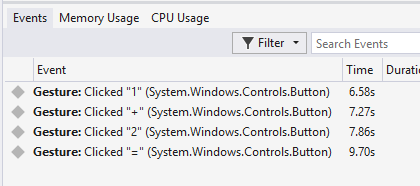 Events Memory Usage CPU Usage
Filter Search Events
Event Time Duratio
Gesture: Clicked "1" (System.Windows.Controls.Button) 6.58s
Gesture: Clicked "+" (System.Windows.Controls.Button) 7.27s
Gesture: Clicked "2" (System.Windows.Controls.Button) 7.86s
Gesture: Clicked "=" (System.Windows.Controls.Button) 9.70s